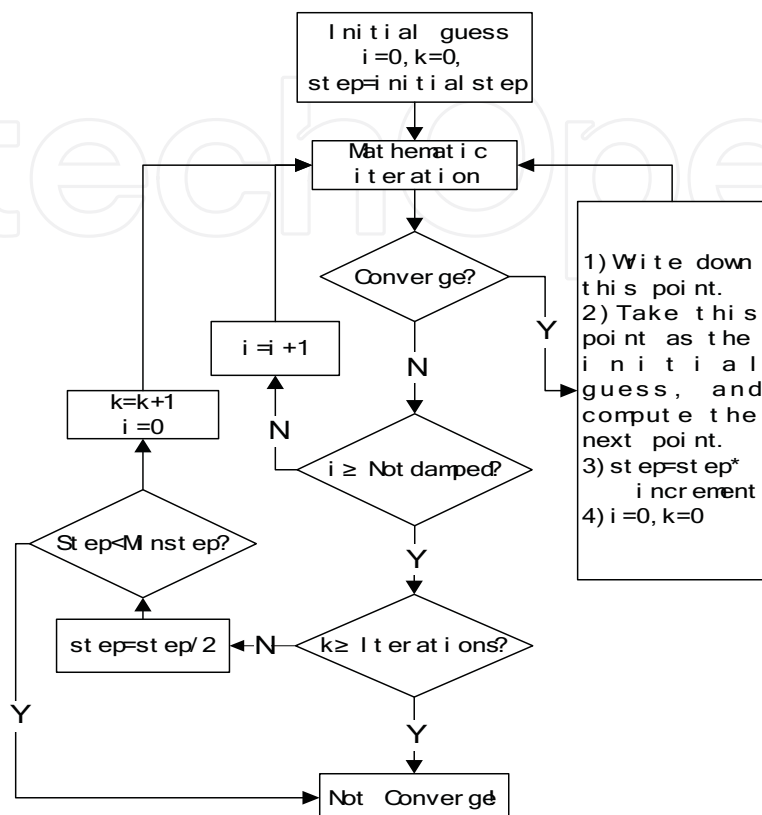 Initial guess
i=0, k=0,
step=initialstep
techOpe
Mathematic
iteration
Converge?
1) Write down
this point.
2) Take this
point as the
initial
guess, and
compute the
next point.
3) step=step*
increment
4) i=0, k=0
Y
i=i+1
N
k=k+1
i=0
N
i ≥ Notdamped?
Step<Minstep?
Y
step=step/2
N
k≥ Iterations?
Y
Y
Not Converge!